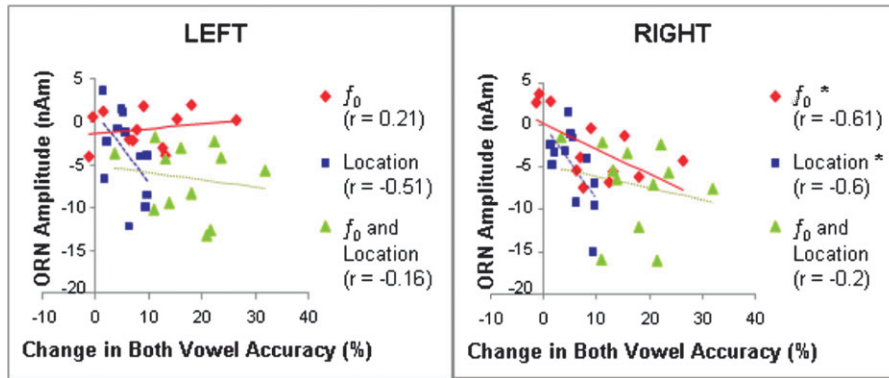 LEFT
ORN Amplitude (nAm)
5
0
-5
-10
-15
-20
-10 0 10 20 30 40
Change in Both Vowel Accuracy (%)
f0
(r = 0.21)
Location
(r = -0.51)
f0 and
Location
(r = -0.16)
RIGHT
ORN Amplitude (nAm)
5
0
-5
-10
-15
-20
-10 0 10 20 30 40
Change in Both Vowel Accuracy (%)
f0 *
(r = -0.61)
Location *
(r = -0.6)
f0 and
Location
(r = -0.2)